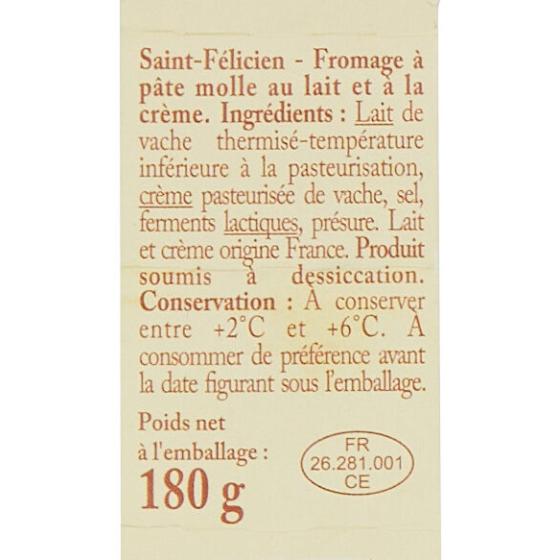 Saint-Félicien - Fromage à
pâte molle au lait et à la
crème. Ingrédients : Lait de
vache thermisé-température
inférieure à la pasteurisation,
crème pasteurisée de vache, sel,
ferments lactiques, présure. Lait
et crème origine France. Produit
soumis à dessiccation.
Conservation : À conserver
entre +2°C et +6°C. À
consommer de préférence avant
la date figurant sous l'emballage.
Poids net
à l'emballage :
180 g
FR
26.281.001
CE